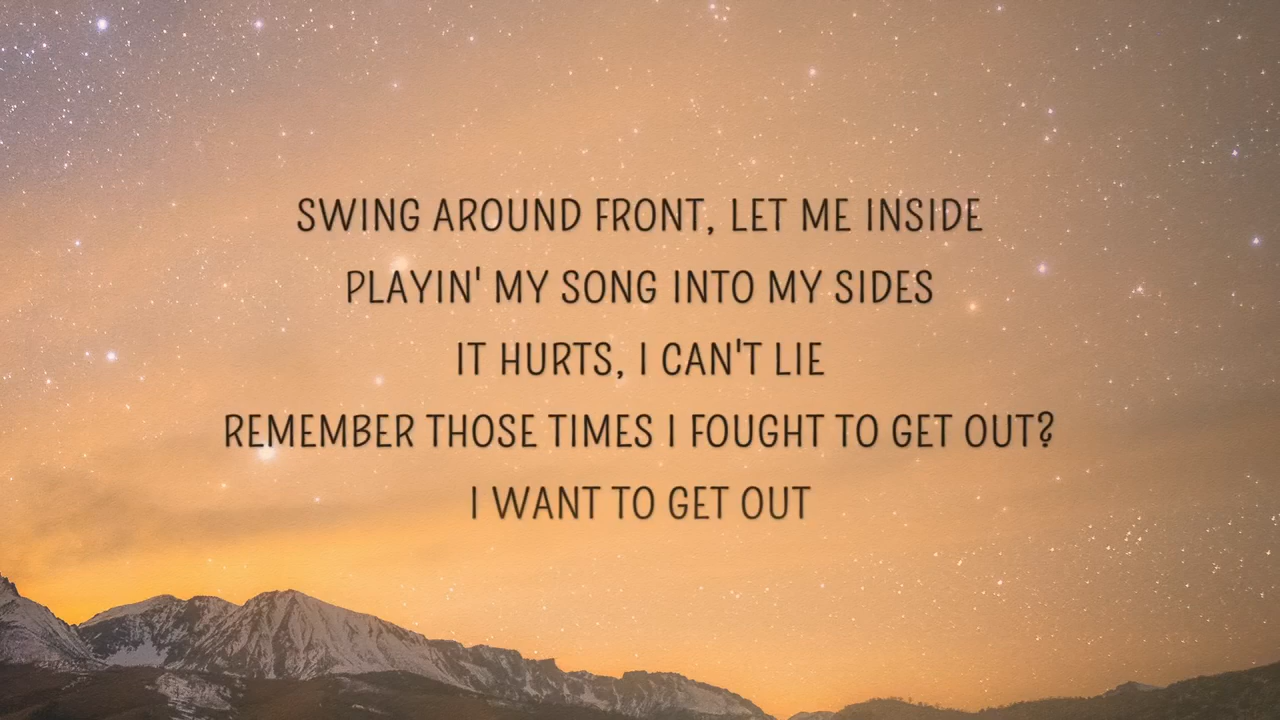 SWING AROUND FRONT, LET ME INSIDE
PLAYIN' MY SONG INTO MY SIDES
IT HURTS, I CAN'T LIE
REMEMBER THOSE TIMES I FOUGHT TO GET OUT?
I WANT TO GET OUT